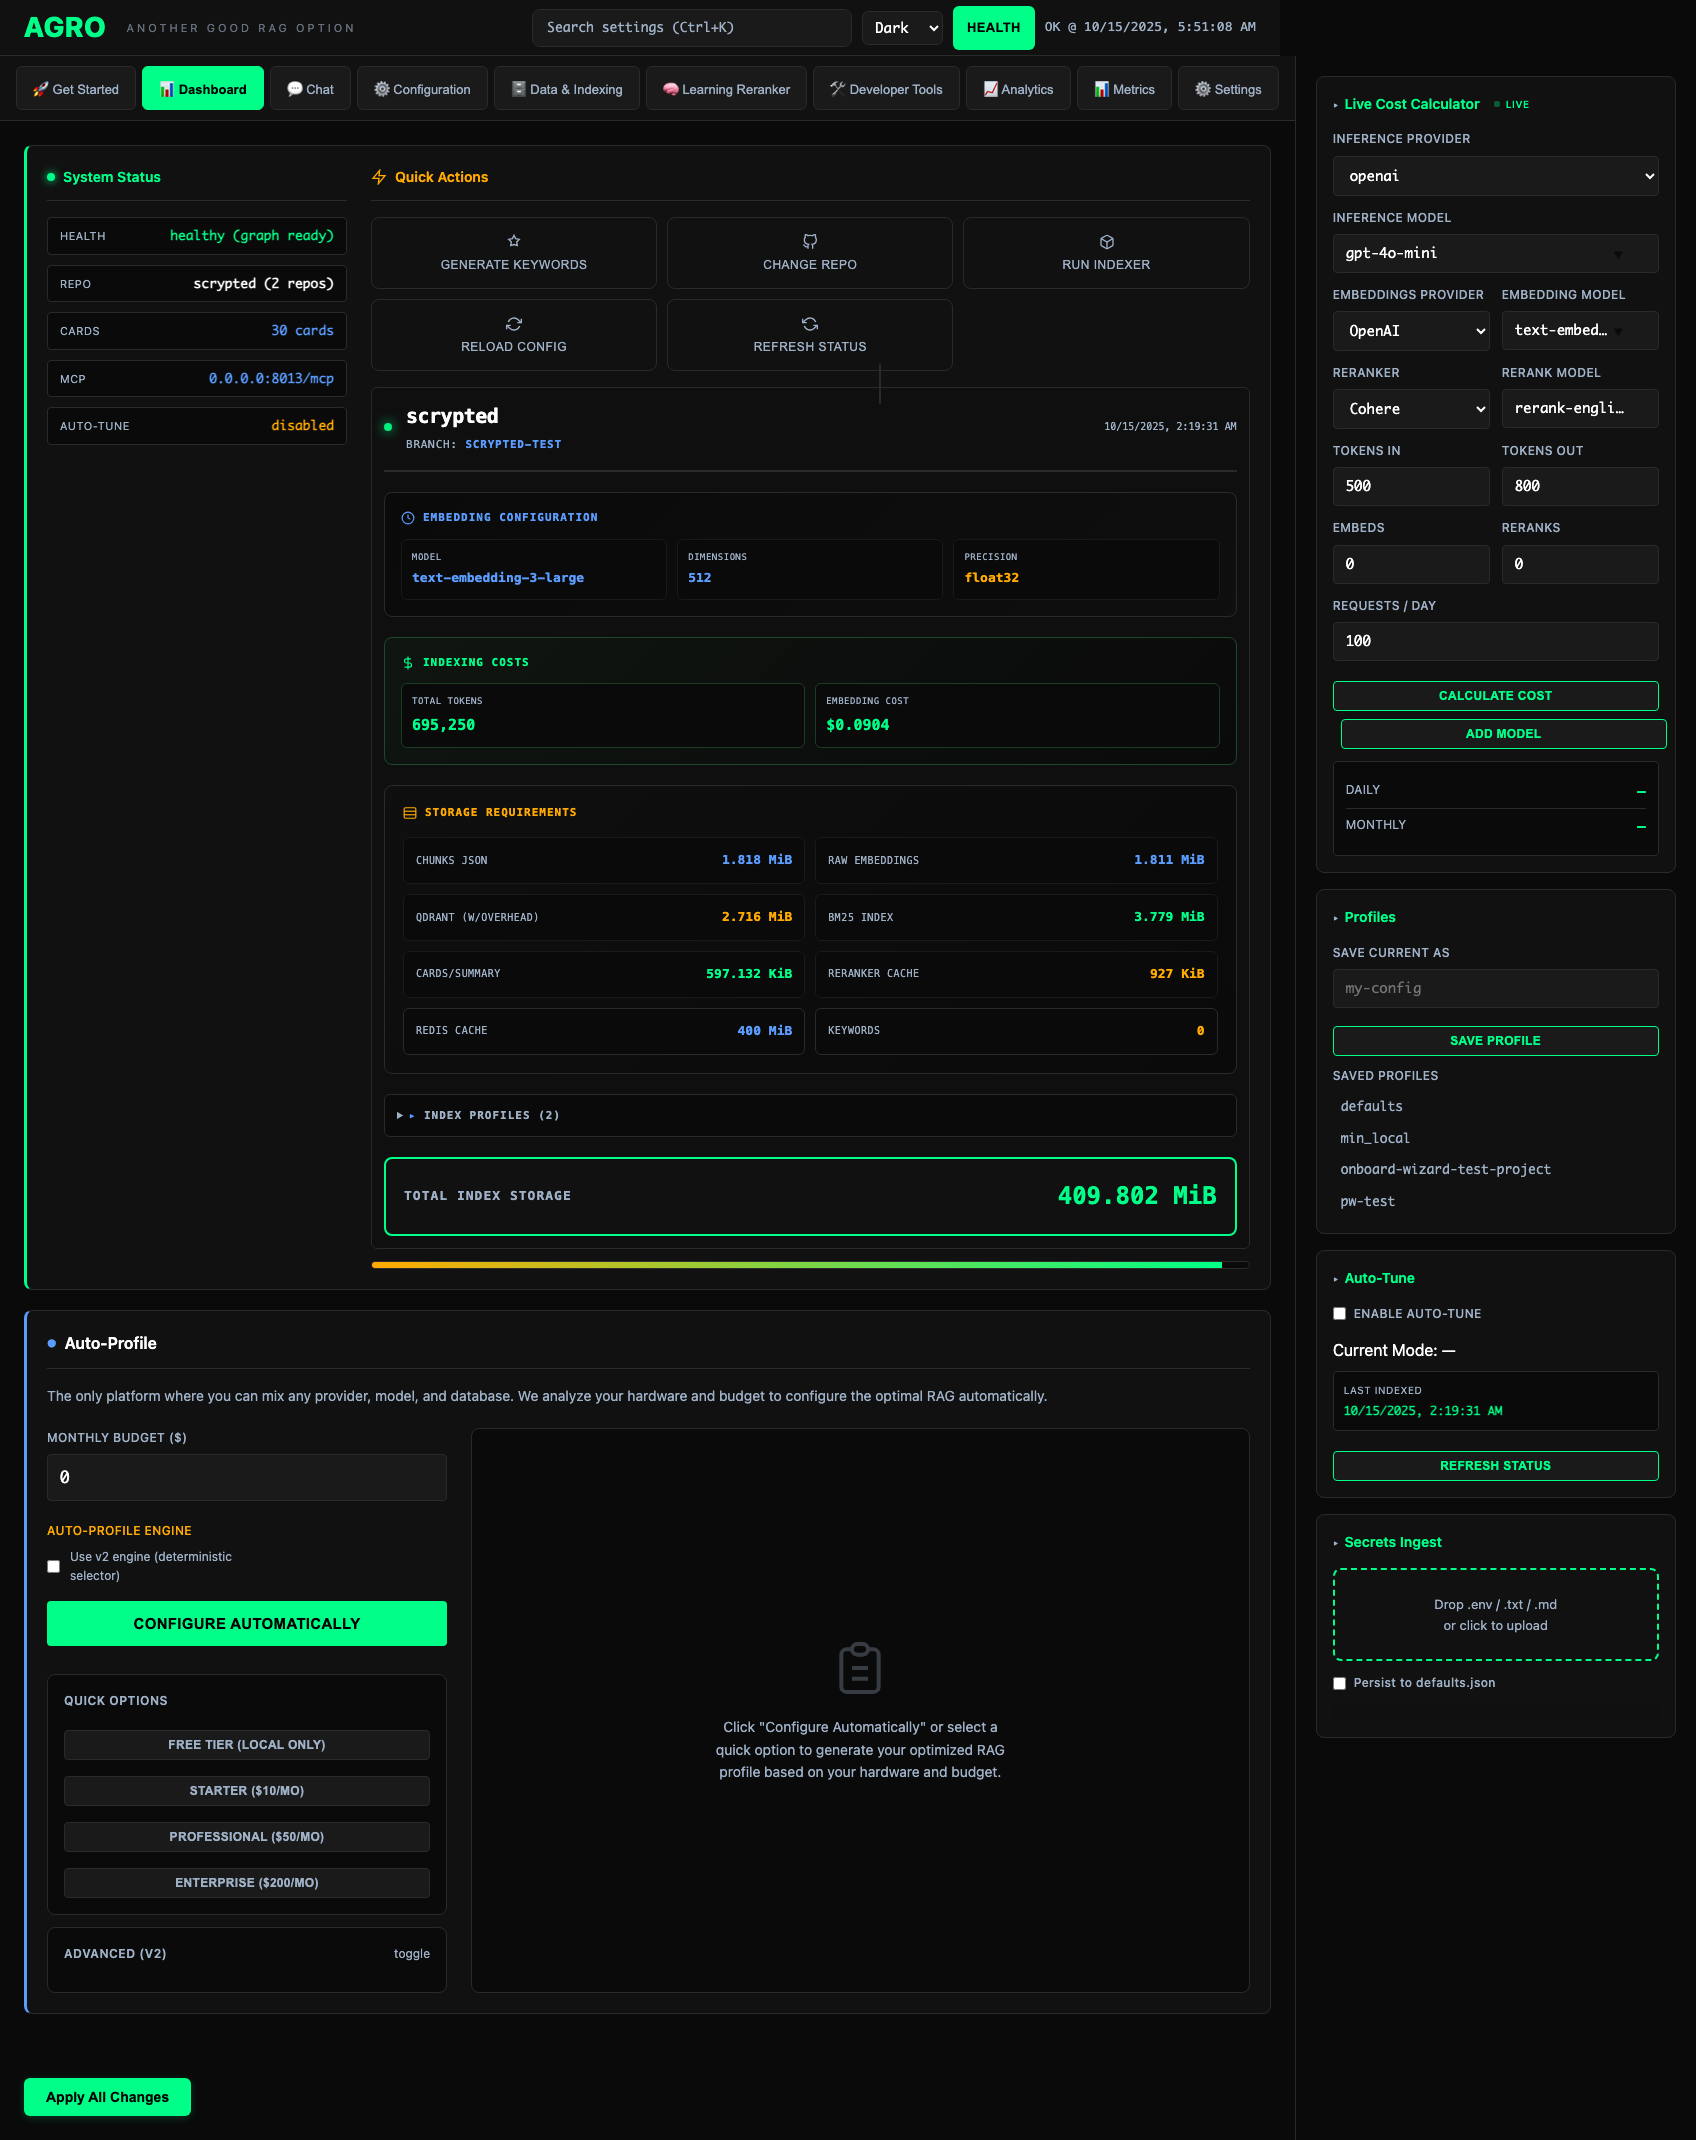 AGRO
ANOTHER GOOD RAG OPTION
Search settings (Ctrl+K)
Dark
HEALTH
OK @ 10/15/2025, 5:51:08 AM
Get Started
Dashboard
Chat
Configuration
Data & Indexing
Learning Reranker
Developer Tools
Analytics
Metrics
Settings
System Status
HEALTH
healthy (graph ready)
REPO
scrypted (2 repos)
CARDS
30 cards
MCP
0.0.0.0:8013/mcp
AUTO-TUNE
disabled
Quick Actions
GENERATE KEYWORDS
CHANGE REPO
RUN INDEXER
RELOAD CONFIG
REFRESH STATUS
scrypted
BRANCH: SCRYPTED-TEST
10/15/2025, 2:19:31 AM
EMBEDDING CONFIGURATION
MODEL
text-embedding-3-large
DIMENSIONS
512
PRECISION
float32
INDEXING COSTS
TOTAL TOKENS
695,250
EMBEDDING COST
$0.0904
STORAGE REQUIREMENTS
CHUNKS JSON
1.818 MiB
RAW EMBEDDINGS
1.811 MiB
QDRANT (W/OVERHEAD)
2.716 MiB
BM25 INDEX
3.779 MiB
CARDS/SUMMARY
597.132 KiB
RERANKER CACHE
927 KiB
REDIS CACHE
400 MiB
KEYWORDS
0
INDEX PROFILES (2)
TOTAL INDEX STORAGE
409.802 MiB
Auto-Profile
The only platform where you can mix any provider, model, and database. We analyze your hardware and budget to configure the optimal RAG automatically.
MONTHLY BUDGET ($)
0
AUTO-PROFILE ENGINE
Use v2 engine (deterministic
selector)
CONFIGURE AUTOMATICALLY
QUICK OPTIONS
FREE TIER (LOCAL ONLY)
STARTER ($10/MO)
PROFESSIONAL ($50/MO)
ENTERPRISE ($200/MO)
ADVANCED (V2)
toggle
Click "Configure Automatically" or select a
quick option to generate your optimized RAG
profile based on your hardware and budget.
Apply All Changes
Live Cost Calculator
LIVE
INFERENCE PROVIDER
openai
INFERENCE MODEL
gpt-4o-mini
EMBEDDINGS PROVIDER
EMBEDDING MODEL
OpenAI
text-embed…
RERANKER
RERANK MODEL
Cohere
rerank-engli…
TOKENS IN
TOKENS OUT
500
800
EMBEDS
RERANKS
0
0
REQUESTS / DAY
100
CALCULATE COST
ADD MODEL
DAILY
—
MONTHLY
—
Profiles
SAVE CURRENT AS
my-config
SAVE PROFILE
SAVED PROFILES
defaults
min_local
onboard-wizard-test-project
pw-test
Auto-Tune
ENABLE AUTO-TUNE
Current Mode: —
LAST INDEXED
10/15/2025, 2:19:31 AM
REFRESH STATUS
Secrets Ingest
Drop .env / .txt / .md
or click to upload
Persist to defaults.json